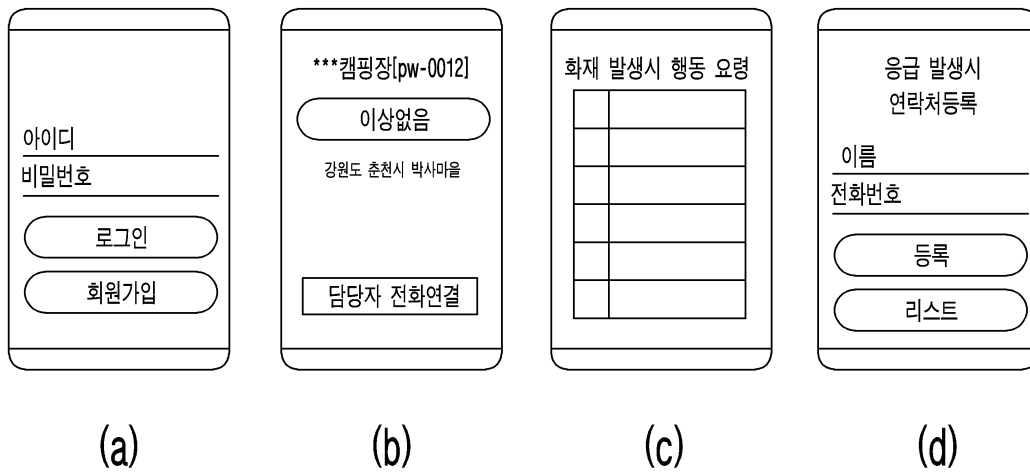 아이디
비밀번호
로그인
회원가입
(a)
***캠핑장[pw-0012]
이상없음
강원도 춘천시 박사마을
담당자 전화연결
(b)
화재 발생시 행동 요령
(c)
응급 발생시
연락처등록
이름
전화번호
등록
리스트
(d)